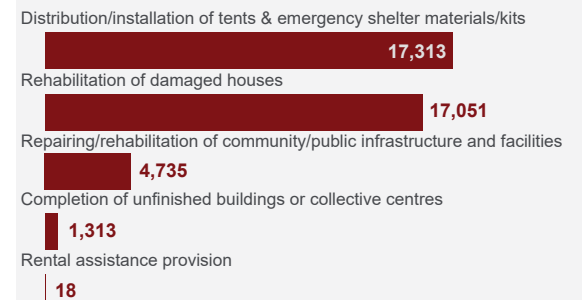 Distribution/installation of tents & emergency shelter materials/kits
17,313
Rehabilitation of damaged houses
17,051
Repairing/rehabilitation of community/public infrastructure and facilities
4,735
Completion of unfinished buildings or collective centres
1,313
Rental assistance provision
18